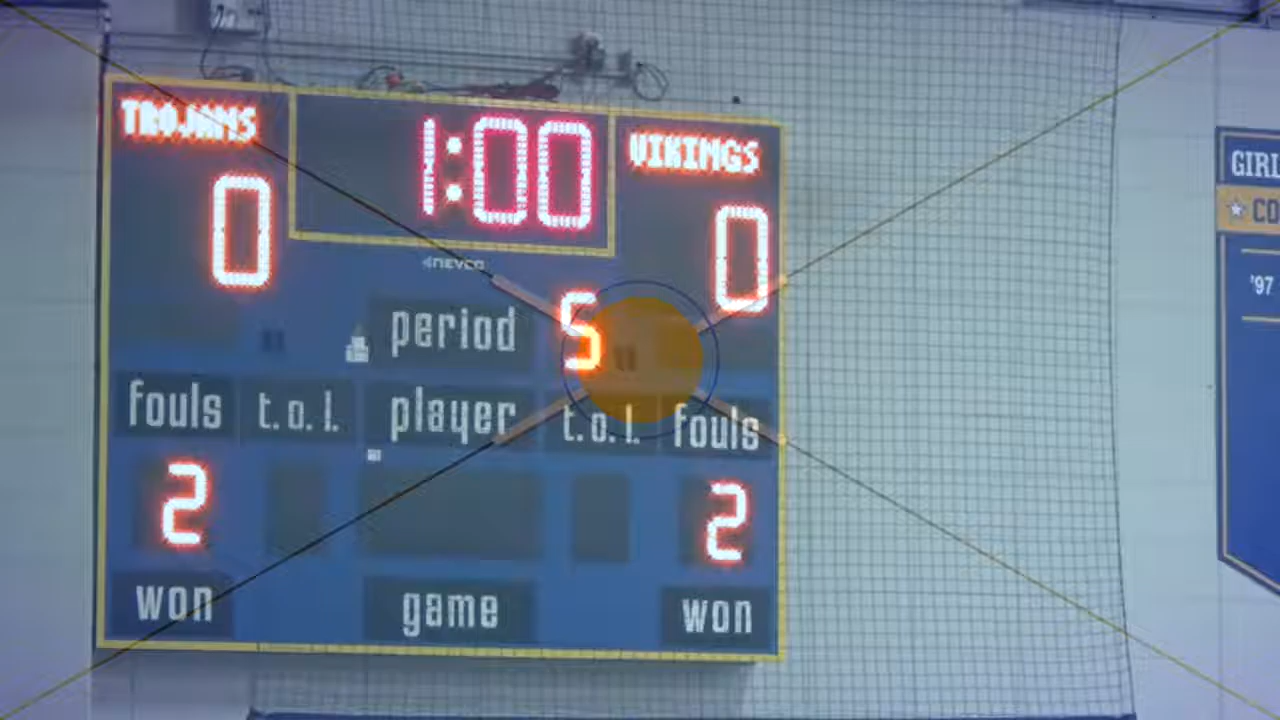 TROJANS 1:00 VIKINGS
0 0
NEVCO
period 5
fouls t.o.l. player t.o.l. fouls
2 2
won game won
GIRL
CO
'97